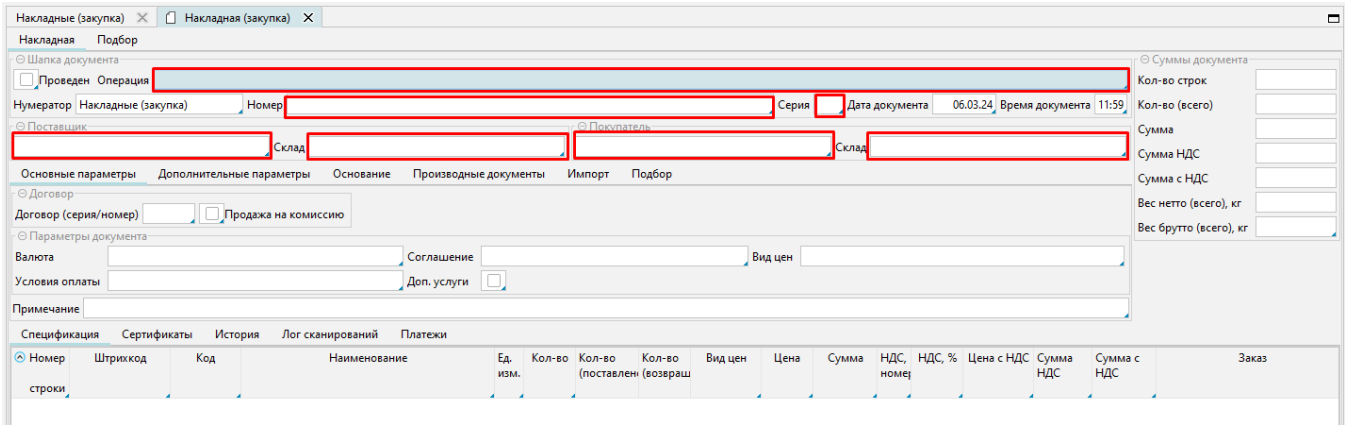 Накладные (закупка) Накладная (закупка)
Накладная Подбор
Шапка документа
Проведен Операция
Нумератор Накладные (закупка) Номер Серия Дата документа 06.03.24 Время документа 11:59
Поставщик Покупатель
Склад Склад
Суммы документа
Кол-во строк
Кол-во (всего)
Сумма
Сумма НДС
Сумма с НДС
Вес нетто (всего), кг
Вес брутто (всего), кг
Основные параметры Дополнительные параметры Основание Производные документы Импорт Подбор
Договор
Договор (серия/номер) Продажа на комиссию
Параметры документа
Валюта Соглашение Вид цен
Условия оплаты Доп. услуги
Примечание
Спецификация Сертификаты История Лог сканирований Платежи
Номер Штрихкод Код Наименование Ед. Кол-во Кол-во Кол-во Вид цен Цена Сумма НДС, НДС, % Цена с НДС Сумма Сумма с Заказ
изм. (поставлен (возвращ номер НДС НДС
строки